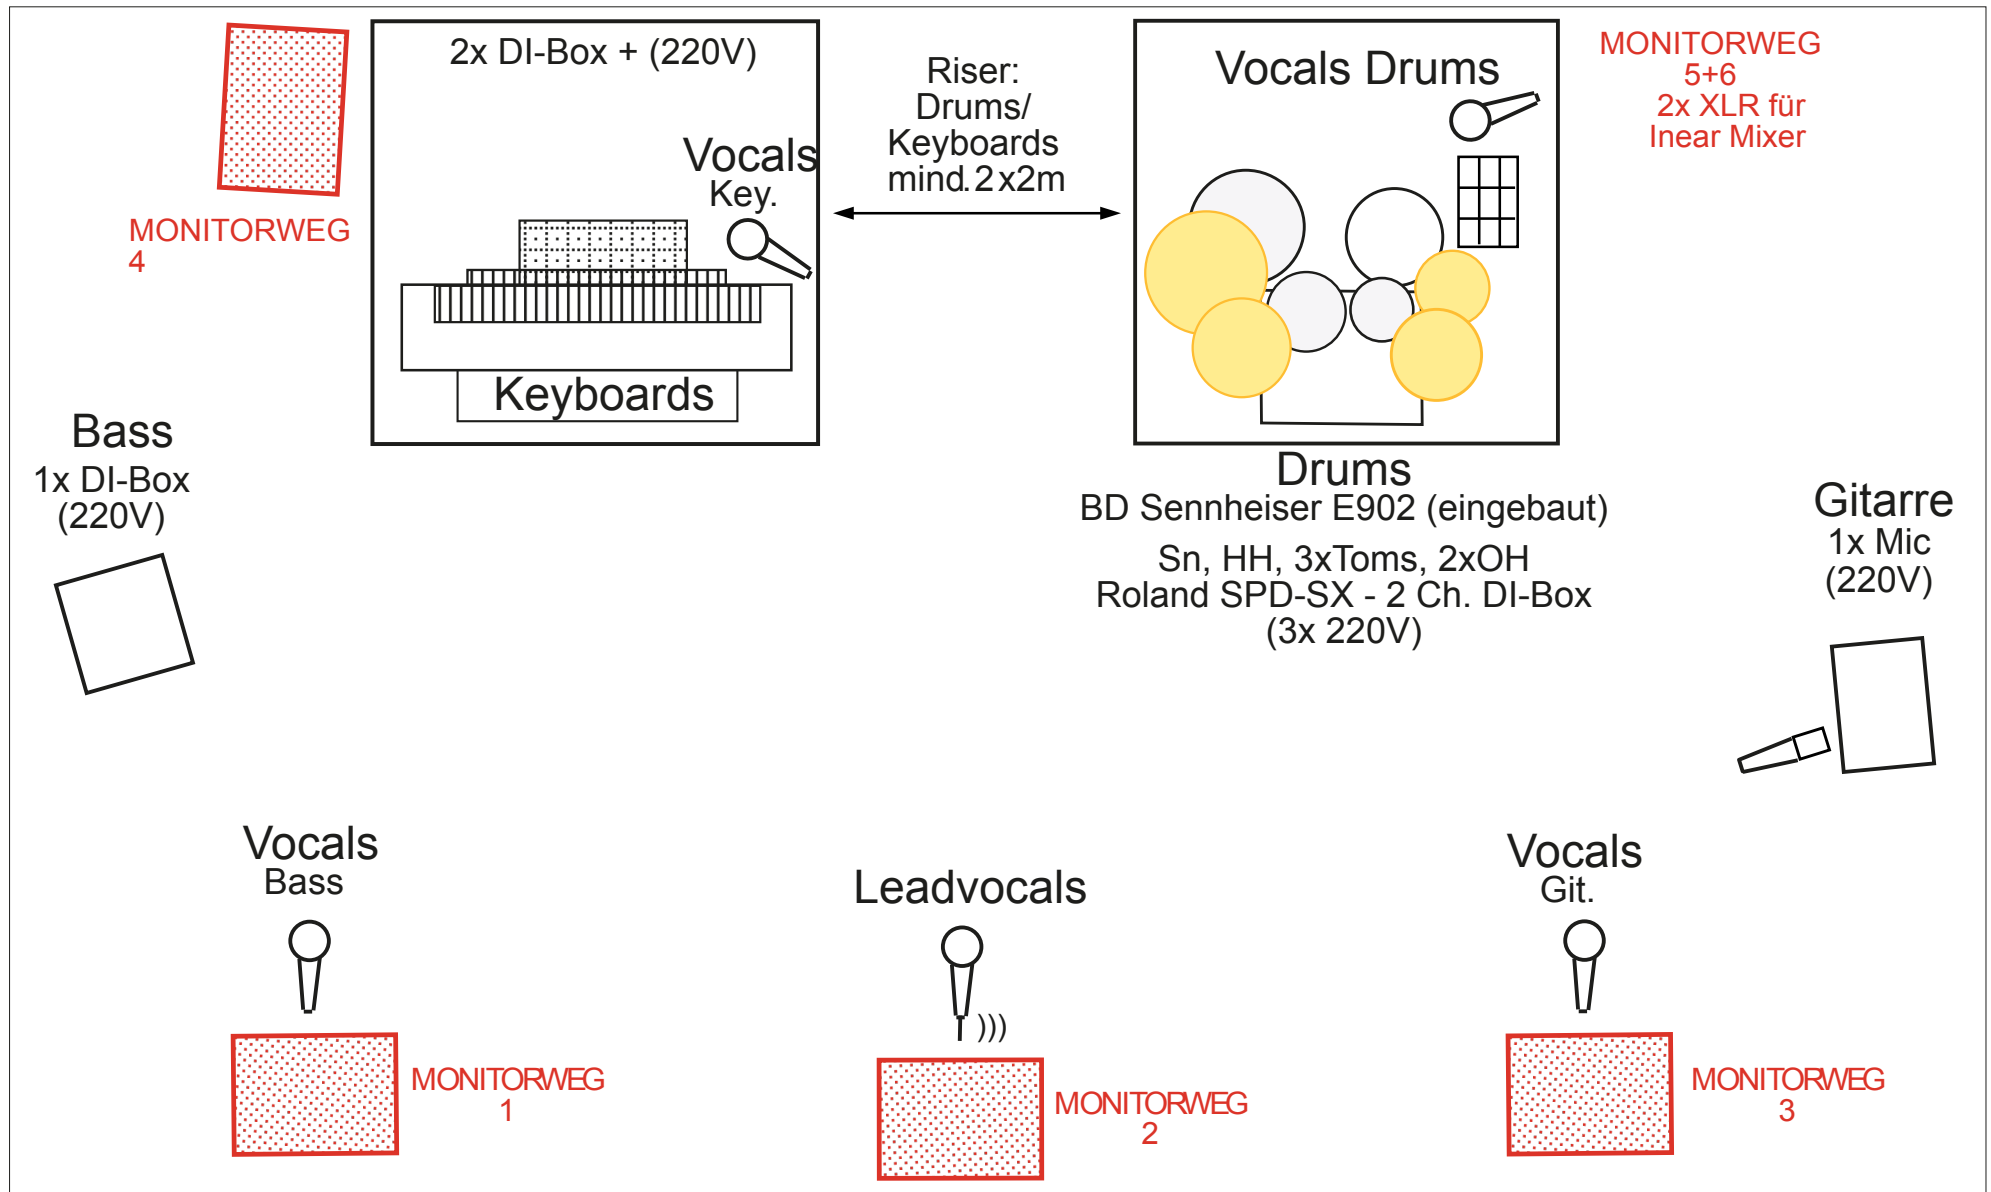 2x DI-Box + (220V)
Vocals
Key.
Keyboards
MONITORWEG
4
Riser:
Drums/
Keyboards
mind. 2x2m
Vocals Drums
MONITORWEG
5+6
2x XLR für
Inear Mixer
Bass
1x DI-Box
(220V)
Drums
BD Sennheiser E902 (eingebaut)
Sn, HH, 3xToms, 2xOH
Roland SPD-SX - 2 Ch. DI-Box
(3x 220V)
Gitarre
1x Mic
(220V)
Vocals
Bass
MONITORWEG
1
Leadvocals
)))
MONITORWEG
2
Vocals
Git.
MONITORWEG
3